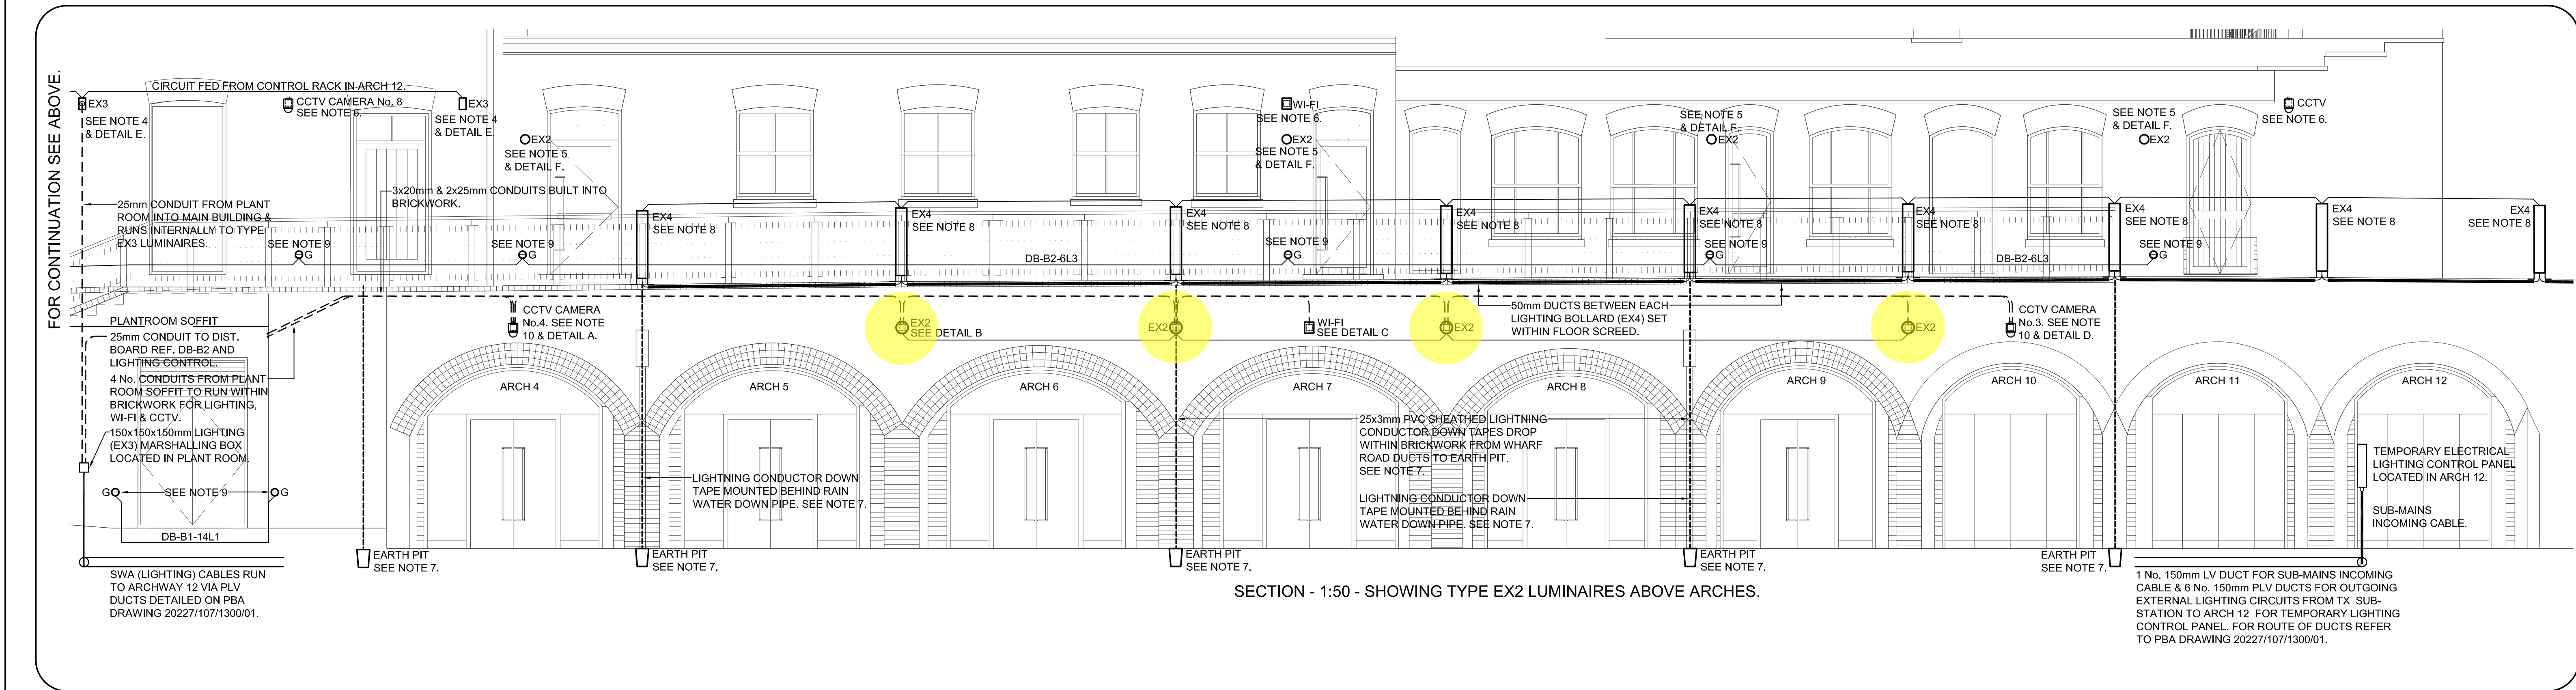 FOR CONTINUATION SEE ABOVE.
CIRCUIT FED FROM CONTROL RACK IN ARCH 12.
EX3
SEE NOTE 4
& DETAIL E.
CCTV CAMERA No. 8
SEE NOTE 6.
EX3
SEE NOTE 4
& DETAIL E.
EX2
SEE NOTE 5
& DETAIL F.
WI-FI
SEE NOTE 6.
EX2
SEE NOTE 5
& DETAIL F.
SEE NOTE 5
& DETAIL F.
EX2
SEE NOTE 5
& DETAIL F.
EX2
CCTV
SEE NOTE 6.
3x20mm & 2x25mm CONDUITS BUILT INTO
BRICKWORK.
25mm CONDUIT FROM PLANT
ROOM INTO MAIN BUILDING &
RUNS INTERNALLY TO TYPE
EX3 LUMINAIRES.
SEE NOTE 9
G
SEE NOTE 9
G
EX4
SEE NOTE 8
EX4
SEE NOTE 8
EX4
SEE NOTE 8
EX4
SEE NOTE 8
EX4
SEE NOTE 8
EX4
SEE NOTE 8
EX4
SEE NOTE 8
EX4
SEE NOTE 8
EX4
SEE NOTE 8
DB-B2-6L3
SEE NOTE 9
G
SEE NOTE 9
G
DB-B2-6L3
SEE NOTE 9
G
PLANTROOM SOFFIT
25mm CONDUIT TO DIST.
BOARD REF. DB-B2 AND
LIGHTING CONTROL.
4 No. CONDUITS FROM PLANT
ROOM SOFFIT TO RUN WITHIN
BRICKWORK FOR LIGHTING,
WI-FI & CCTV.
150x150x150mm LIGHTING
(EX3) MARSHALLING BOX
LOCATED IN PLANT ROOM.
G
SEE NOTE 9
G
DB-B1-14L1
SWA (LIGHTING) CABLES RUN
TO ARCHWAY 12 VIA PLV
DUCTS DETAILED ON PBA
DRAWING 20227/107/1300/01.
CCTV CAMERA
No.4. SEE NOTE
10 & DETAIL A.
EX2
SEE DETAIL B
EX2
WI-FI
SEE DETAIL C
EX2
50mm DUCTS BETWEEN EACH
LIGHTING BOLLARD (EX4) SET
WITHIN FLOOR SCREED.
EX2
CCTV CAMERA
No.3. SEE NOTE
10 & DETAIL D.
ARCH 4
ARCH 5
ARCH 6
ARCH 7
ARCH 8
ARCH 9
ARCH 10
ARCH 11
ARCH 12
LIGHTNING CONDUCTOR DOWN
TAPE MOUNTED BEHIND RAIN
WATER DOWN PIPE. SEE NOTE 7.
25x3mm PVC SHEATHED LIGHTNING
CONDUCTOR DOWN TAPES DROP
WITHIN BRICKWORK FROM WHARF
ROAD DUCTS TO EARTH PIT.
SEE NOTE 7.
LIGHTNING CONDUCTOR DOWN
TAPE MOUNTED BEHIND RAIN
WATER DOWN PIPE. SEE NOTE 7.
TEMPORARY ELECTRICAL
LIGHTING CONTROL PANEL
LOCATED IN ARCH 12.
SUB-MAINS
INCOMING CABLE.
EARTH PIT
SEE NOTE 7.
EARTH PIT
SEE NOTE 7.
EARTH PIT
SEE NOTE 7.
EARTH PIT
SEE NOTE 7.
EARTH PIT
SEE NOTE 7.
1 No. 150mm LV DUCT FOR SUB-MAINS INCOMING
CABLE & 6 No. 150mm PLV DUCTS FOR OUTGOING
EXTERNAL LIGHTING CIRCUITS FROM TX SUB-
STATION TO ARCH 12 FOR TEMPORARY LIGHTING
CONTROL PANEL. FOR ROUTE OF DUCTS REFER
TO PBA DRAWING 20227/107/1300/01.
SECTION - 1:50 - SHOWING TYPE EX2 LUMINAIRES ABOVE ARCHES.